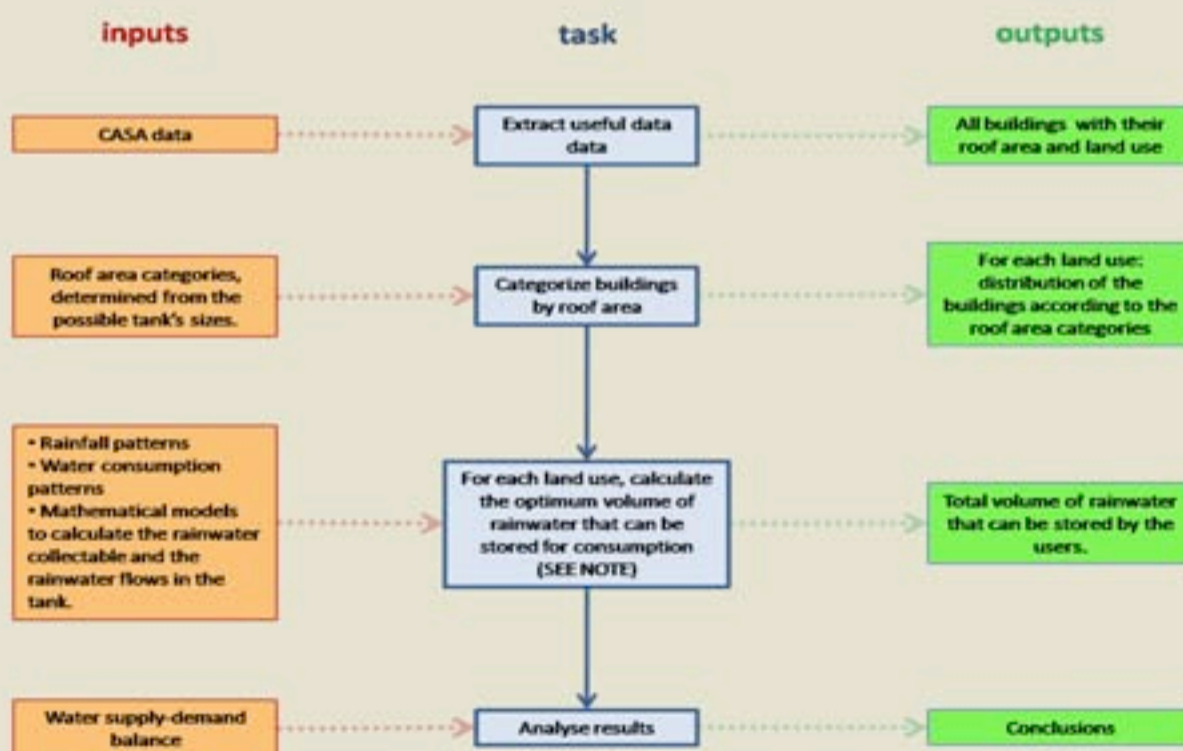 inputs
task
outputs
CASA data
Extract useful data
data
All buildings with their
roof area and land use
Roof area categories,
determined from the
possible tank's sizes.
Categorize buildings
by roof area
For each land use:
distribution of the
buildings according to the
roof area categories
• Rainfall patterns
• Water consumption
patterns
• Mathematical models
to calculate the rainwater
collectable and the
rainwater flows in the
tank.
For each land use, calculate
the optimum volume of
rainwater that can be
stored for consumption
(SEE NOTE)
Total volume of rainwater
that can be stored by the
users.
Water supply-demand
balance
Analyse results
Conclusions